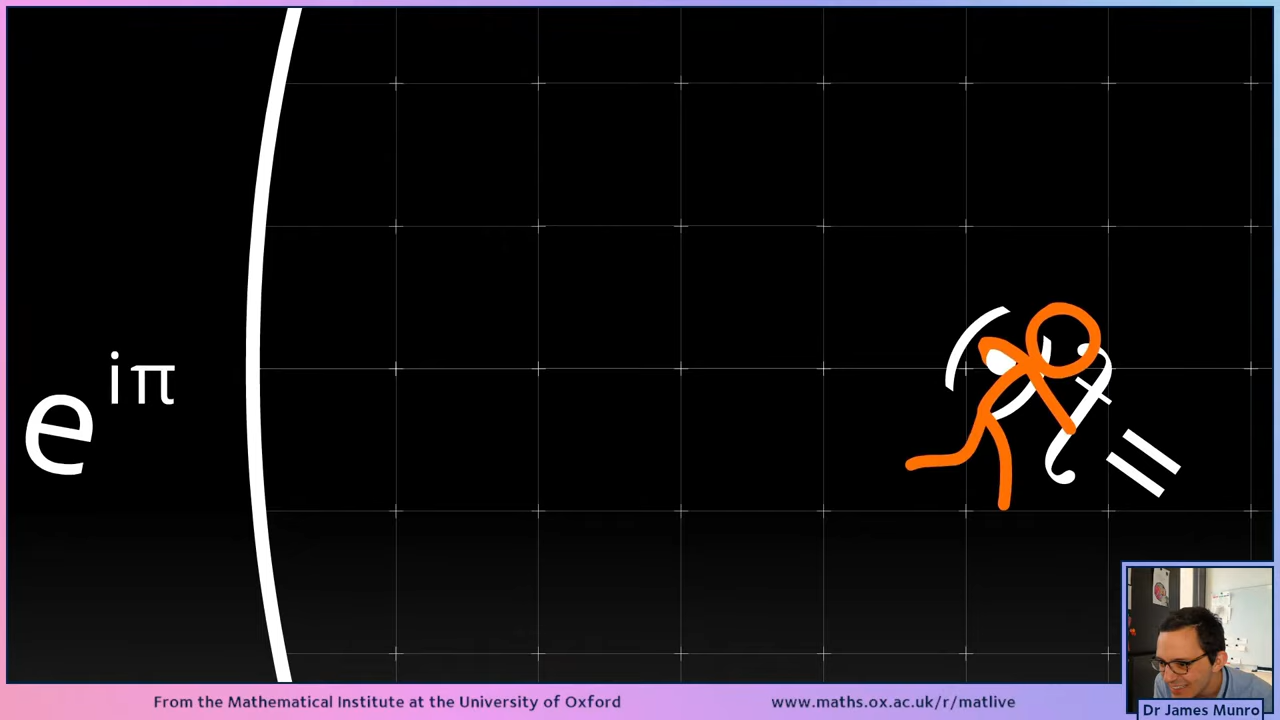 e^iπ
( • ) f =
From the Mathematical Institute at the University of Oxford
www.maths.ox.ac.uk/r/matlive
Dr James Munro